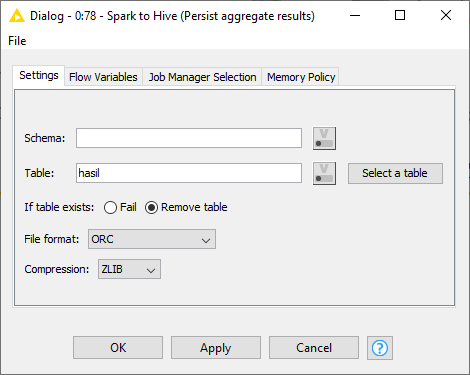 Dialog - 0:78 - Spark to Hive (Persist aggregate results)
File
Settings Flow Variables Job Manager Selection Memory Policy
Schema:
Table: hasil Select a table
If table exists: Fail Remove table
File format: ORC
Compression: ZLIB
OK Apply Cancel ?